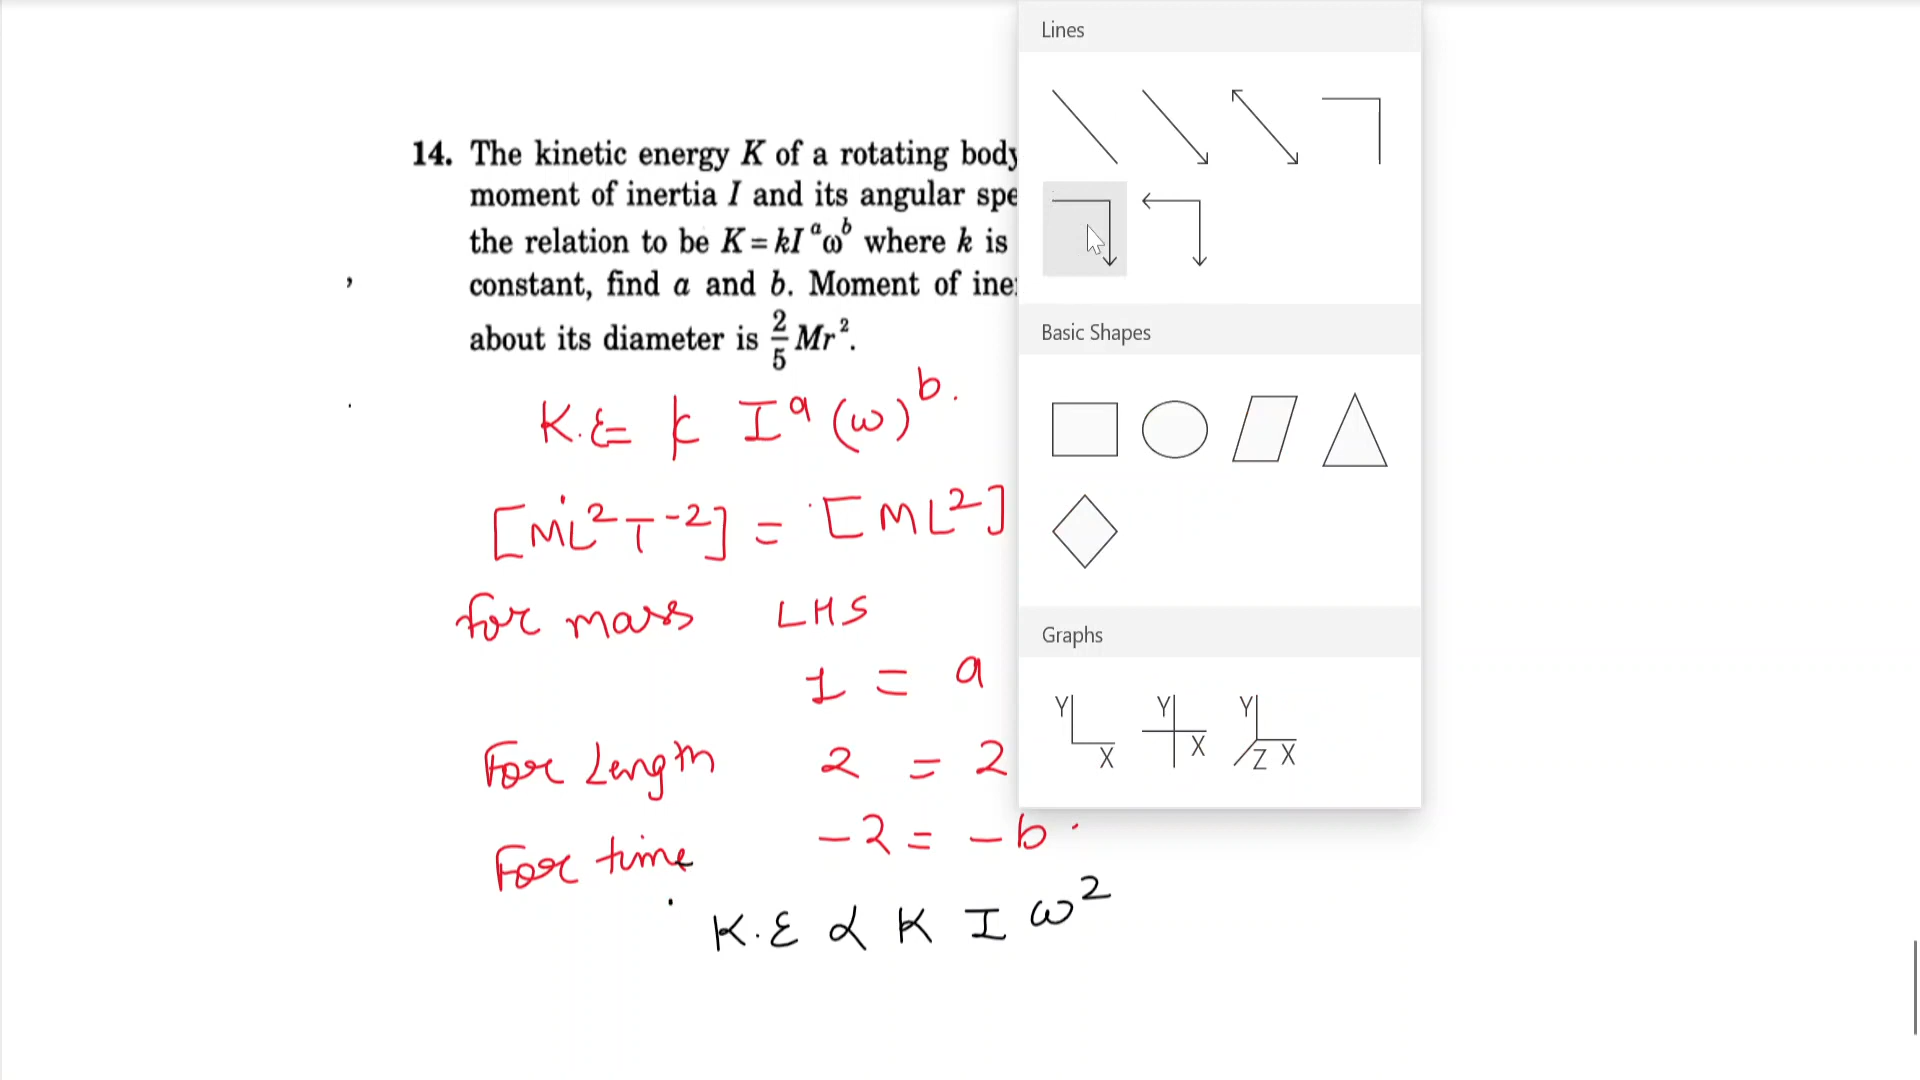 14. The kinetic energy K of a rotating body
moment of inertia I and its angular spe
the relation to be K = kI^a ω^b where k is
constant, find a and b. Moment of ine
about its diameter is 2/5 Mr².
K.E = k I^a (ω)^b.
[ML²T⁻²] = [ML²]
for mass LHS
1 = a
For Length 2 = 2
For time -2 = -b
K.E α K I ω²
Lines
Basic Shapes
Graphs
Y X
Y X
Y Z X